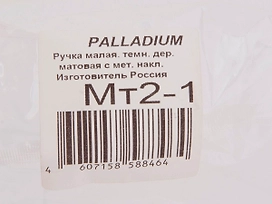 PALLADIUM
Ручка малая. темн. дер.
матовая с мет. накл.
Изготовитель Россия
Мт2-1
4 607158 588464